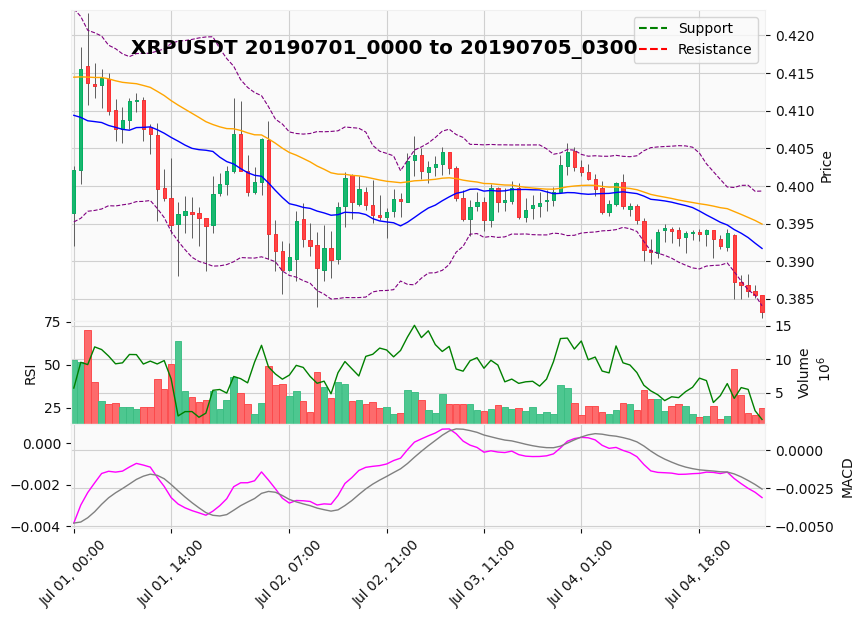 XRPUSDT 20190701_0000 to 20190705_0300
Support
Resistance
0.420
0.415
0.410
0.405
0.400
0.395
0.390
0.385
Price
75
50
25
RSI
15
10
5
Volume
10^6
0.000
−0.002
−0.004
0.0000
−0.0025
−0.0050
MACD
Jul 01, 00:00
Jul 01, 14:00
Jul 02, 07:00
Jul 02, 21:00
Jul 03, 11:00
Jul 04, 01:00
Jul 04, 18:00